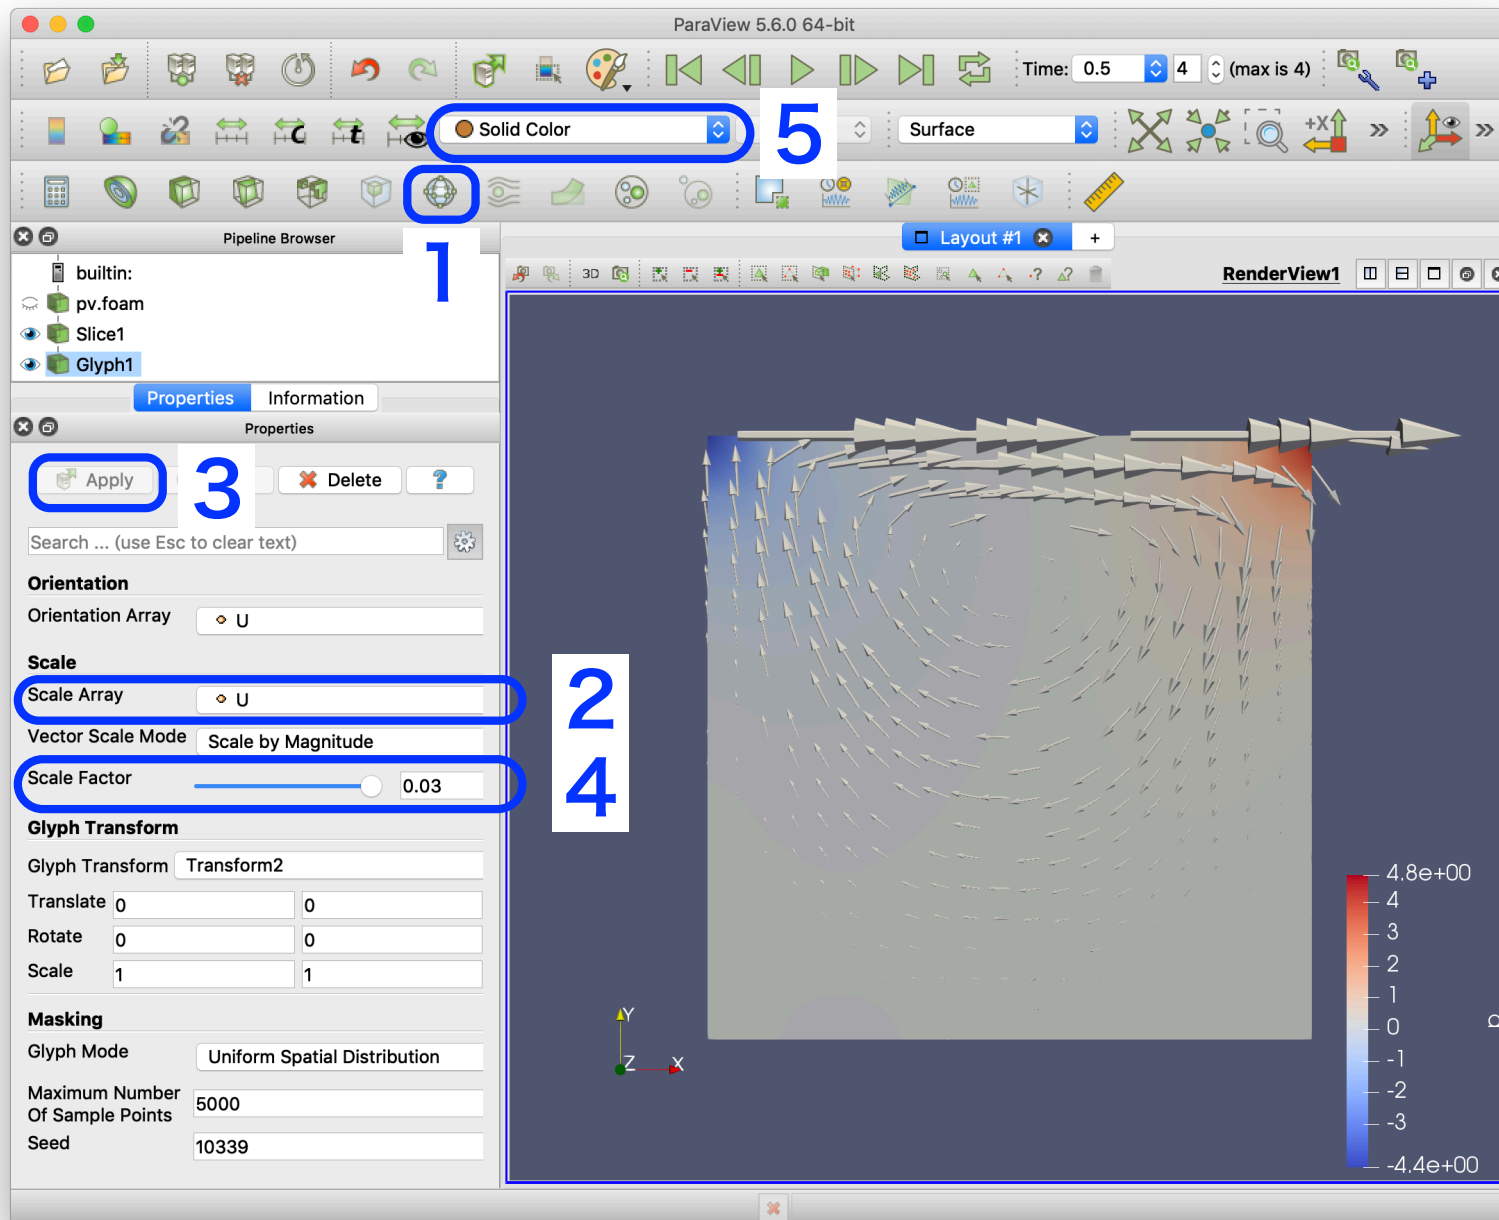 ParaView 5.6.0 64-bit
Time: 0.5 4 (max is 4)
Solid Color
5
Surface
+X
C
t
1
Pipeline Browser
builtin:
pv.foam
Slice1
Glyph1
Properties Information
Properties
Apply
3
Delete
?
Search ... (use Esc to clear text)
Orientation
Orientation Array U
Scale
Scale Array U
2
Vector Scale Mode Scale by Magnitude
Scale Factor 0.03
4
Glyph Transform
Glyph Transform Transform2
Translate 0 0
Rotate 0 0
Scale 1 1
Masking
Glyph Mode Uniform Spatial Distribution
Maximum Number
Of Sample Points
5000
Seed 10339
Layout #1 +
3D
RenderView1
4.8e+00
4
3
2
1
0
-1
-2
-3
-4.4e+00
Y
Z X